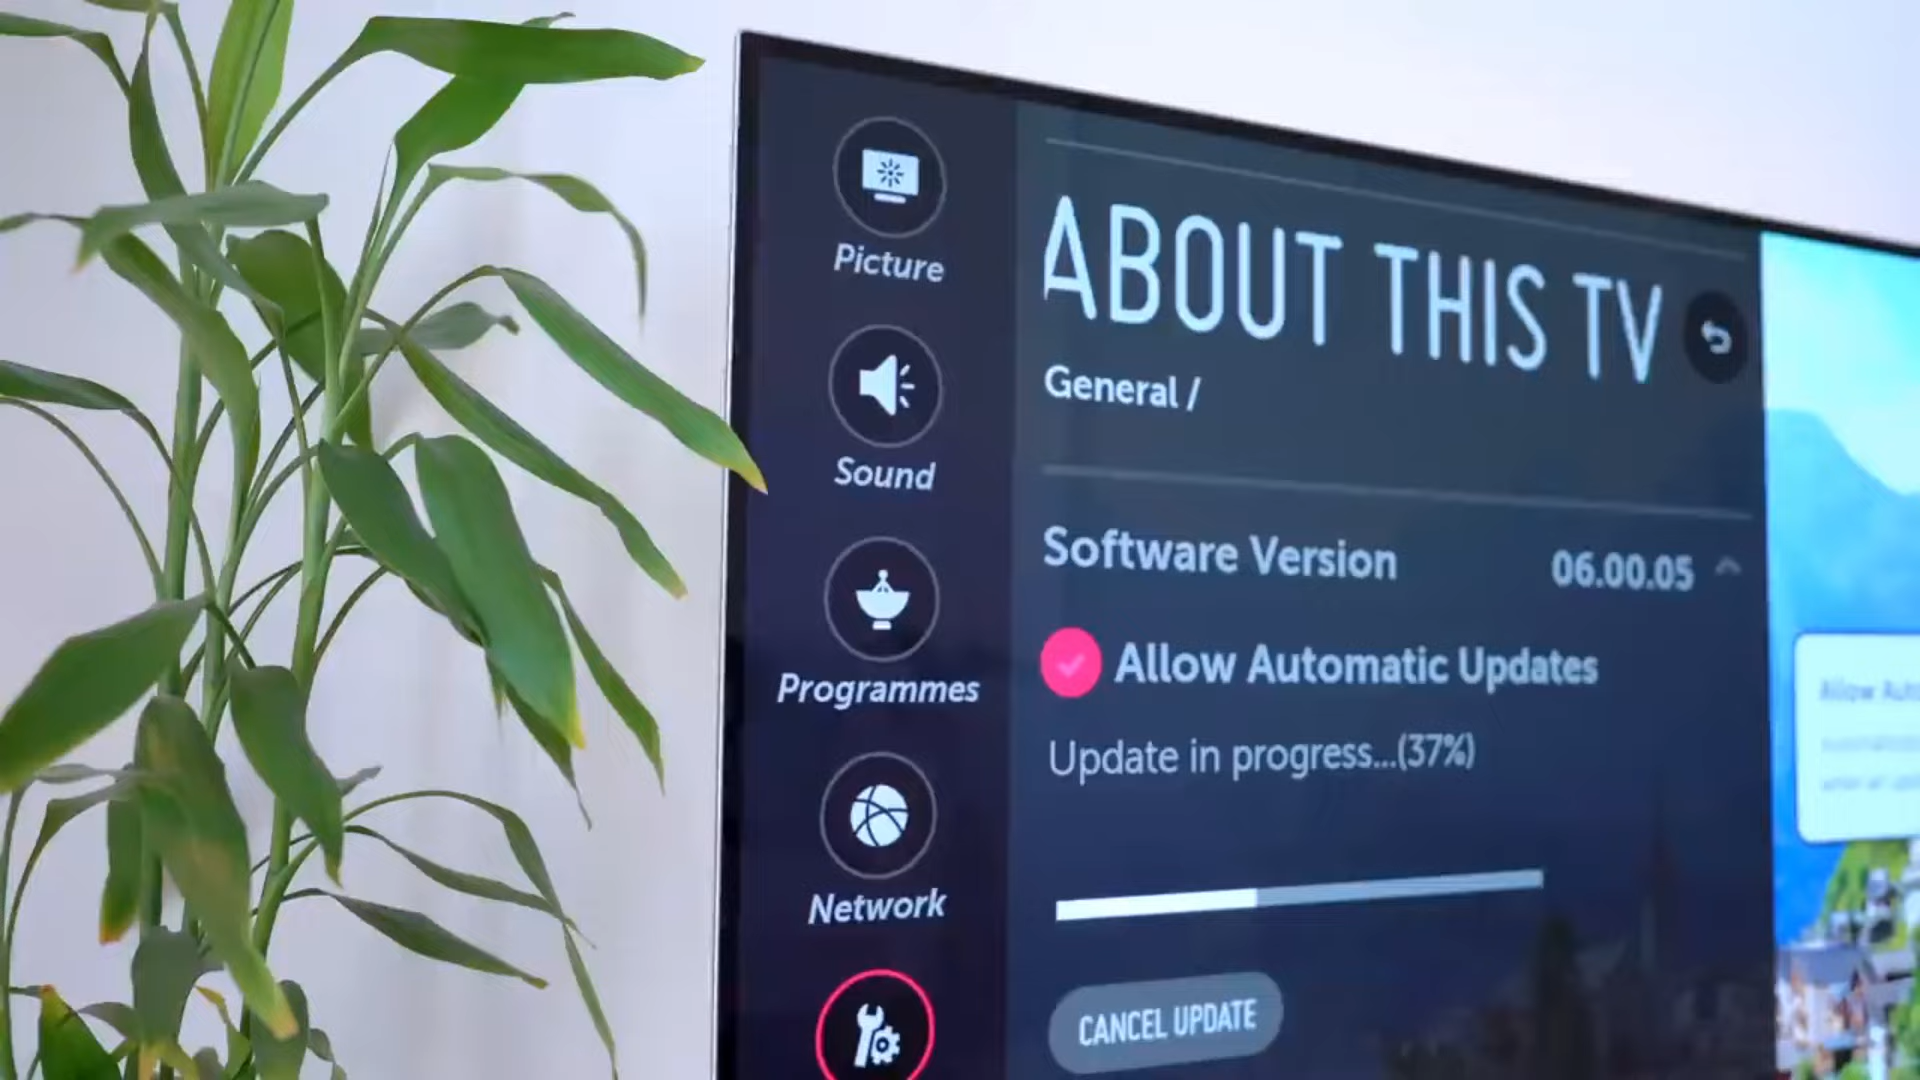 Picture
Sound
Programmes
Network
ABOUT THIS TV
General /
Software Version 06.00.05
Allow Automatic Updates
Update in progress...(37%)
CANCEL UPDATE
Allow